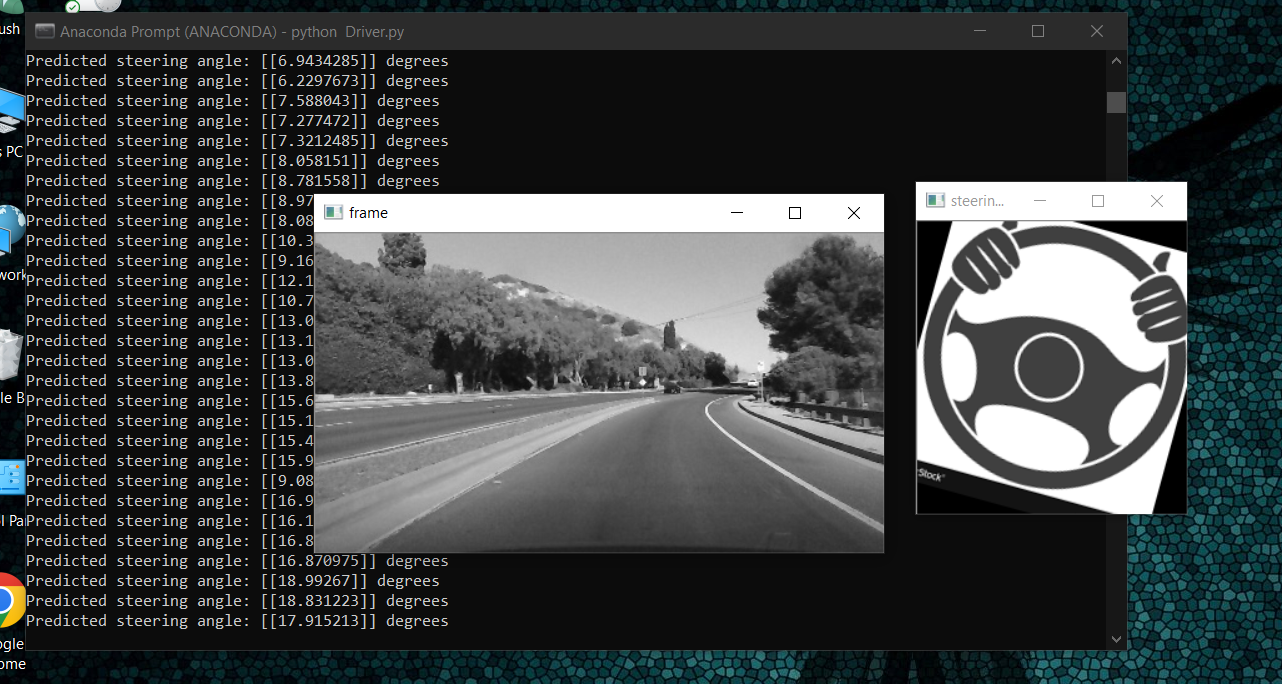 ush
Anaconda Prompt (ANACONDA) - python Driver.py
Predicted steering angle: [[6.9434285]] degrees
Predicted steering angle: [[6.2297673]] degrees
Predicted steering angle: [[7.588043]] degrees
Predicted steering angle: [[7.277472]] degrees
Predicted steering angle: [[7.3212485]] degrees
s PC
Predicted steering angle: [[8.058151]] degrees
Predicted steering angle: [[8.781558]] degrees
Predicted steering angle: [[8.97
frame
steerin...
Predicted steering angle: [[8.08
Predicted steering angle: [[10.3
Predicted steering angle: [[9.16
work
Predicted steering angle: [[12.1
Predicted steering angle: [[10.7
Predicted steering angle: [[13.0
Predicted steering angle: [[13.1
Predicted steering angle: [[13.0
Predicted steering angle: [[13.8
le B
Predicted steering angle: [[15.6
Predicted steering angle: [[15.1
Predicted steering angle: [[15.4
Predicted steering angle: [[15.9
Predicted steering angle: [[9.08
Stock
Predicted steering angle: [[16.9
l Pa
Predicted steering angle: [[16.1
Predicted steering angle: [[16.8
Predicted steering angle: [[16.870975]] degrees
Predicted steering angle: [[18.99267]] degrees
Predicted steering angle: [[18.831223]] degrees
Predicted steering angle: [[17.915213]] degrees
ogle
ome